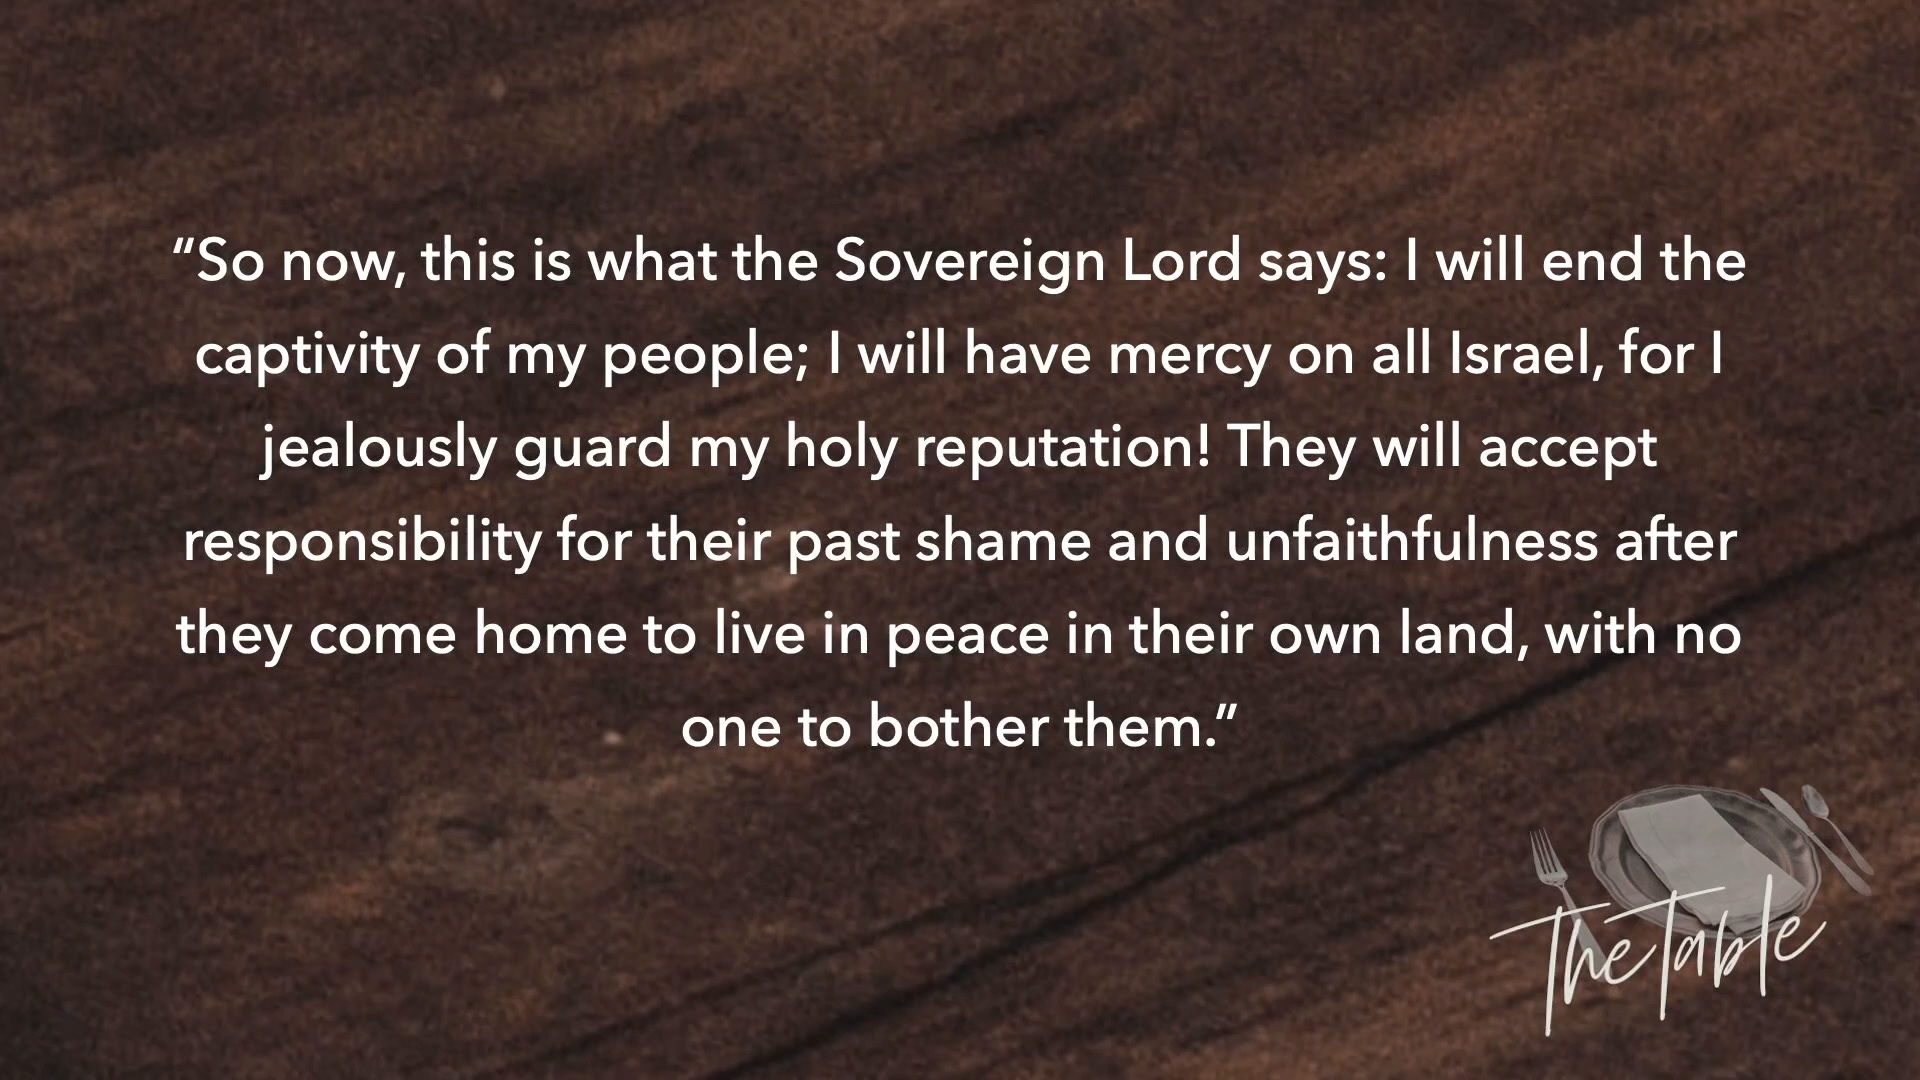 “So now, this is what the Sovereign Lord says: I will end the
captivity of my people; I will have mercy on all Israel, for I
jealously guard my holy reputation! They will accept
responsibility for their past shame and unfaithfulness after
they come home to live in peace in their own land, with no
one to bother them.”
The Table